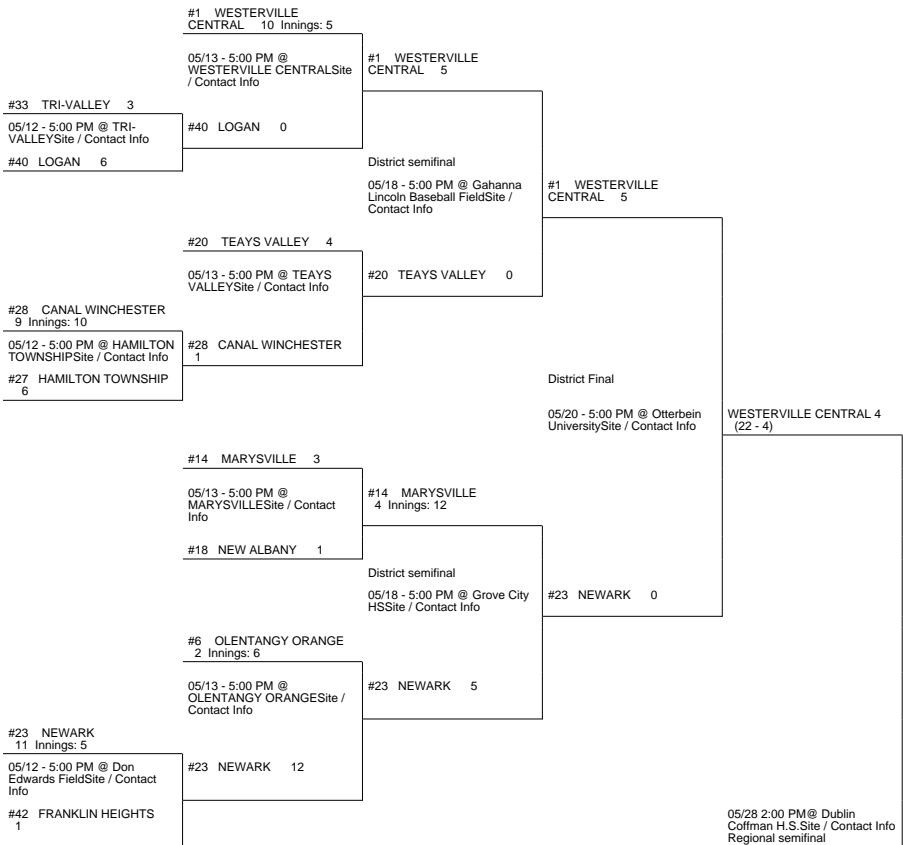 #1 WESTERVILLE
CENTRAL 10 Innings: 5
05/13 - 5:00 PM @
WESTERVILLE CENTRALSite
/ Contact Info
#1 WESTERVILLE
CENTRAL 5
#33 TRI-VALLEY 3
05/12 - 5:00 PM @ TRI-
VALLEYSite / Contact Info
#40 LOGAN 0
#40 LOGAN 6
District semifinal
05/18 - 5:00 PM @ Gahanna
Lincoln Baseball FieldSite /
Contact Info
#1 WESTERVILLE
CENTRAL 5
#20 TEAYS VALLEY 4
05/13 - 5:00 PM @ TEAYS
VALLEYSite / Contact Info
#20 TEAYS VALLEY 0
#28 CANAL WINCHESTER
9 Innings: 10
05/12 - 5:00 PM @ HAMILTON
TOWNSHIPSite / Contact Info
#28 CANAL WINCHESTER
1
#27 HAMILTON TOWNSHIP
6
District Final
05/20 - 5:00 PM @ Otterbein
UniversitySite / Contact Info
WESTERVILLE CENTRAL 4
(22 - 4)
#14 MARYSVILLE 3
05/13 - 5:00 PM @
MARYSVILLESite / Contact
Info
#14 MARYSVILLE
4 Innings: 12
#18 NEW ALBANY 1
District semifinal
05/18 - 5:00 PM @ Grove City
HSSite / Contact Info
#23 NEWARK 0
#6 OLENTANGY ORANGE
2 Innings: 6
05/13 - 5:00 PM @
OLENTANGY ORANGESite /
Contact Info
#23 NEWARK 5
#23 NEWARK
11 Innings: 5
05/12 - 5:00 PM @ Don
Edwards FieldSite / Contact
Info
#23 NEWARK 12
#42 FRANKLIN HEIGHTS
1
05/28 2:00 PM@ Dublin
Coffman H.S.Site / Contact Info
Regional semifinal